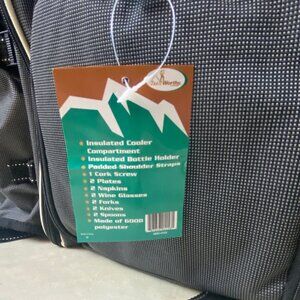 Insulated Cooler
Compartment
Insulated Bottle Holder
Padded Shoulder Straps
1 Cork Screw
2 Plates
2 Napkins
2 Wine Glasses
2 Forks
2 Knives
2 Spoons
Made of 600D
polyester